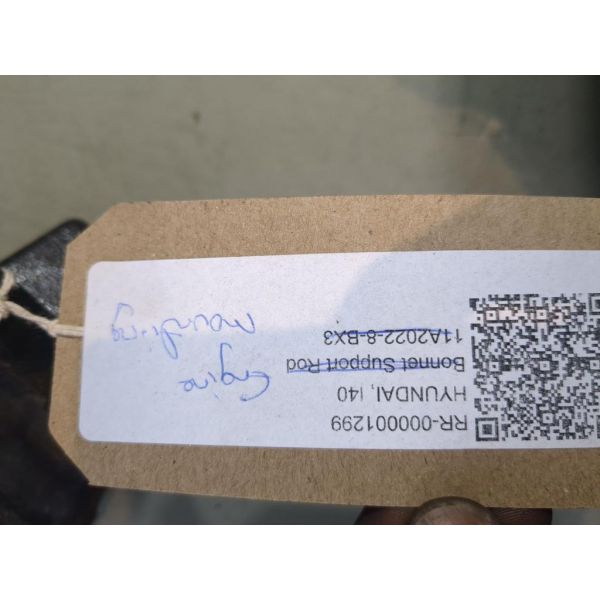 RR-000001299
HYUNDAI, I40
Bonnet Support Rod
11A2022-8-BX3
Engine
mounting